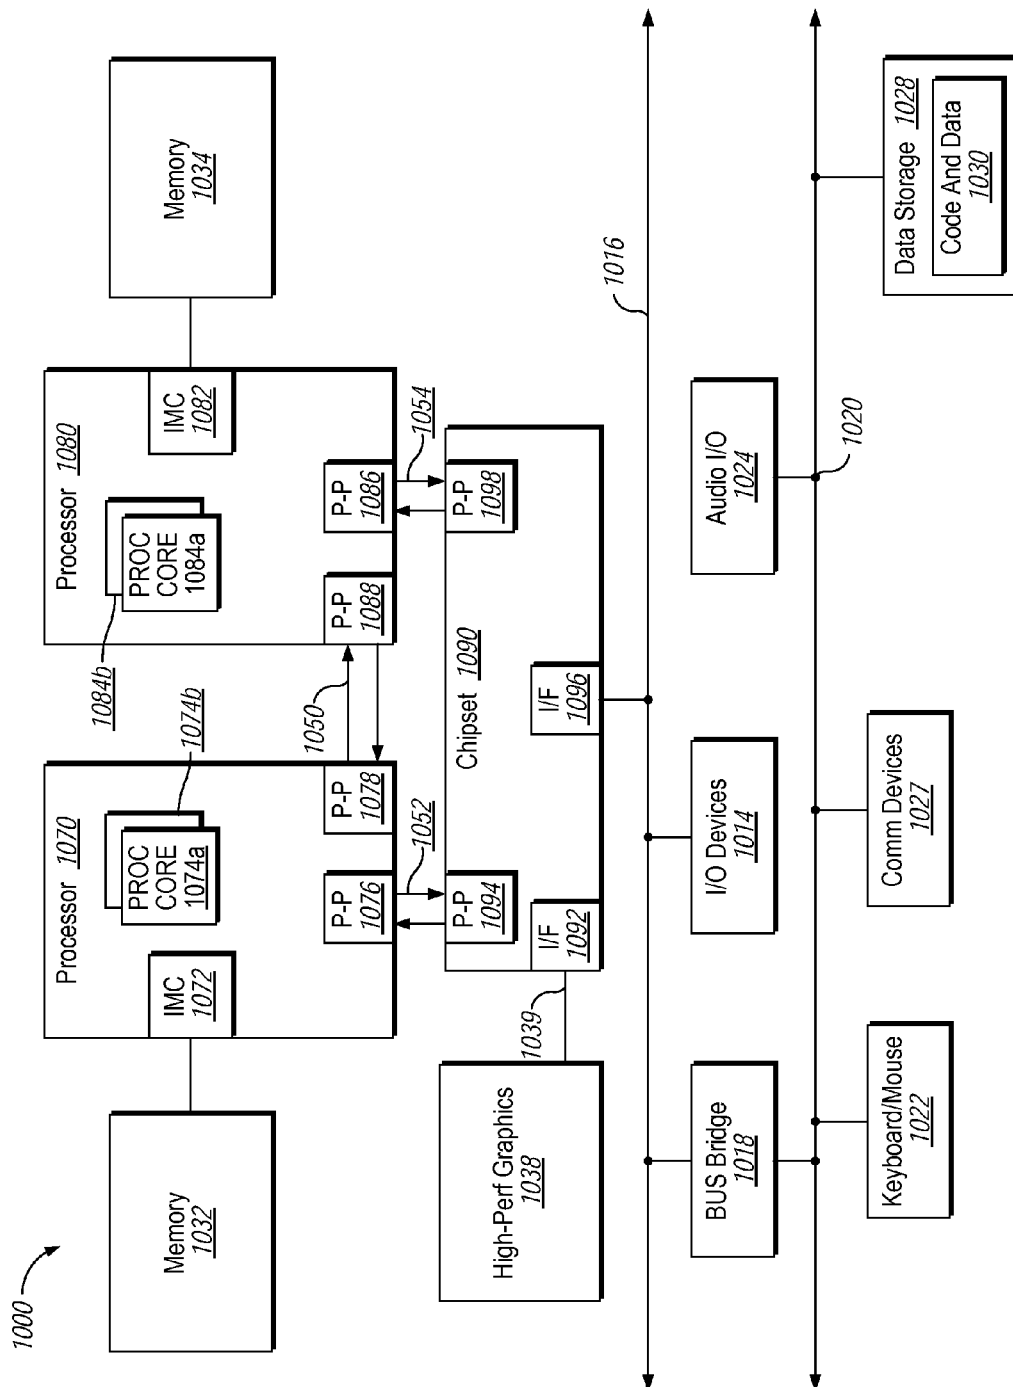 1000
Memory
1032
Processor 1070
IMC
1072
PROC
CORE
1074a
1074b
P-P
1076
P-P
1078
1050
1084b
Processor 1080
PROC
CORE
1084a
IMC
1082
P-P
1088
P-P
1086
Memory
1034
1052
1054
High-Perf Graphics
1038
1039
Chipset 1090
P-P
1094
P-P
1098
I/F
1092
I/F
1096
1016
BUS Bridge
1018
I/O Devices
1014
Audio I/O
1024
1020
Keyboard/Mouse
1022
Comm Devices
1027
Data Storage 1028
Code And Data
1030